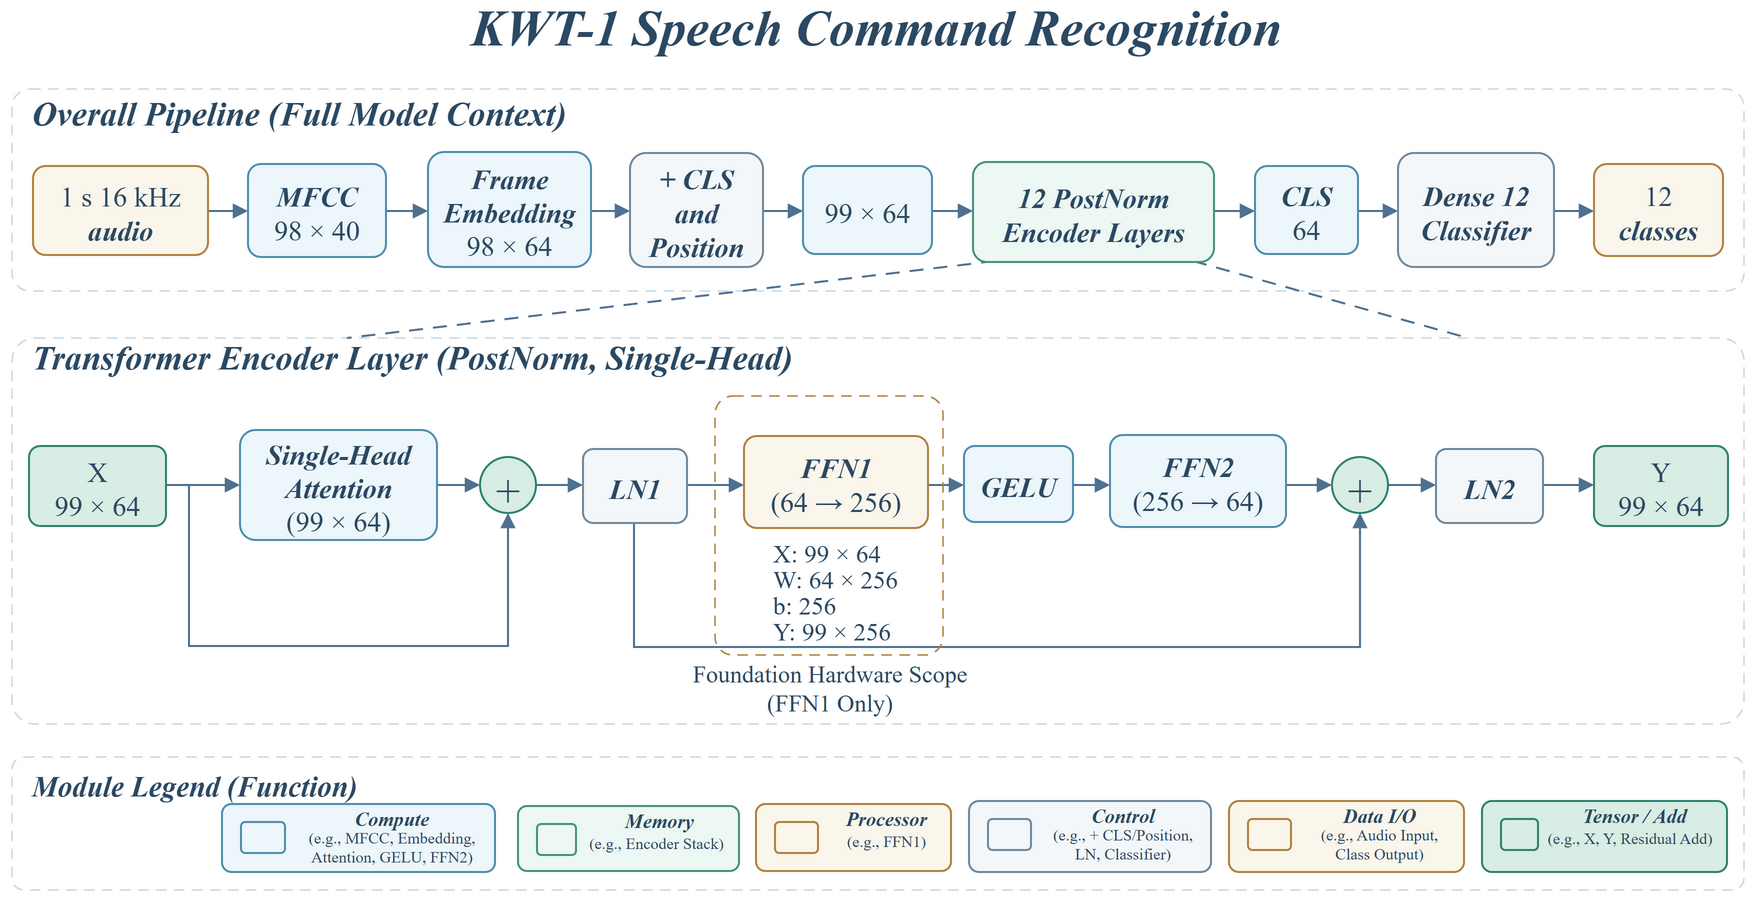 KWT-1 Speech Command Recognition
Overall Pipeline (Full Model Context)
1 s 16 kHz
audio
MFCC
98 × 40
Frame
Embedding
98 × 64
+ CLS
and
Position
99 × 64
12 PostNorm
Encoder Layers
CLS
64
Dense 12
Classifier
12
classes
Transformer Encoder Layer (PostNorm, Single-Head)
X
99 × 64
Single-Head
Attention
(99 × 64)
+
LN1
FFN1
(64 → 256)
X: 99 × 64
W: 64 × 256
b: 256
Y: 99 × 256
Foundation Hardware Scope
(FFN1 Only)
GELU
FFN2
(256 → 64)
+
LN2
Y
99 × 64
Module Legend (Function)
Compute
(e.g., MFCC, Embedding,
Attention, GELU, FFN2)
Memory
(e.g., Encoder Stack)
Processor
(e.g., FFN1)
Control
(e.g., + CLS/Position,
LN, Classifier)
Data I/O
(e.g., Audio Input,
Class Output)
Tensor / Add
(e.g., X, Y, Residual Add)